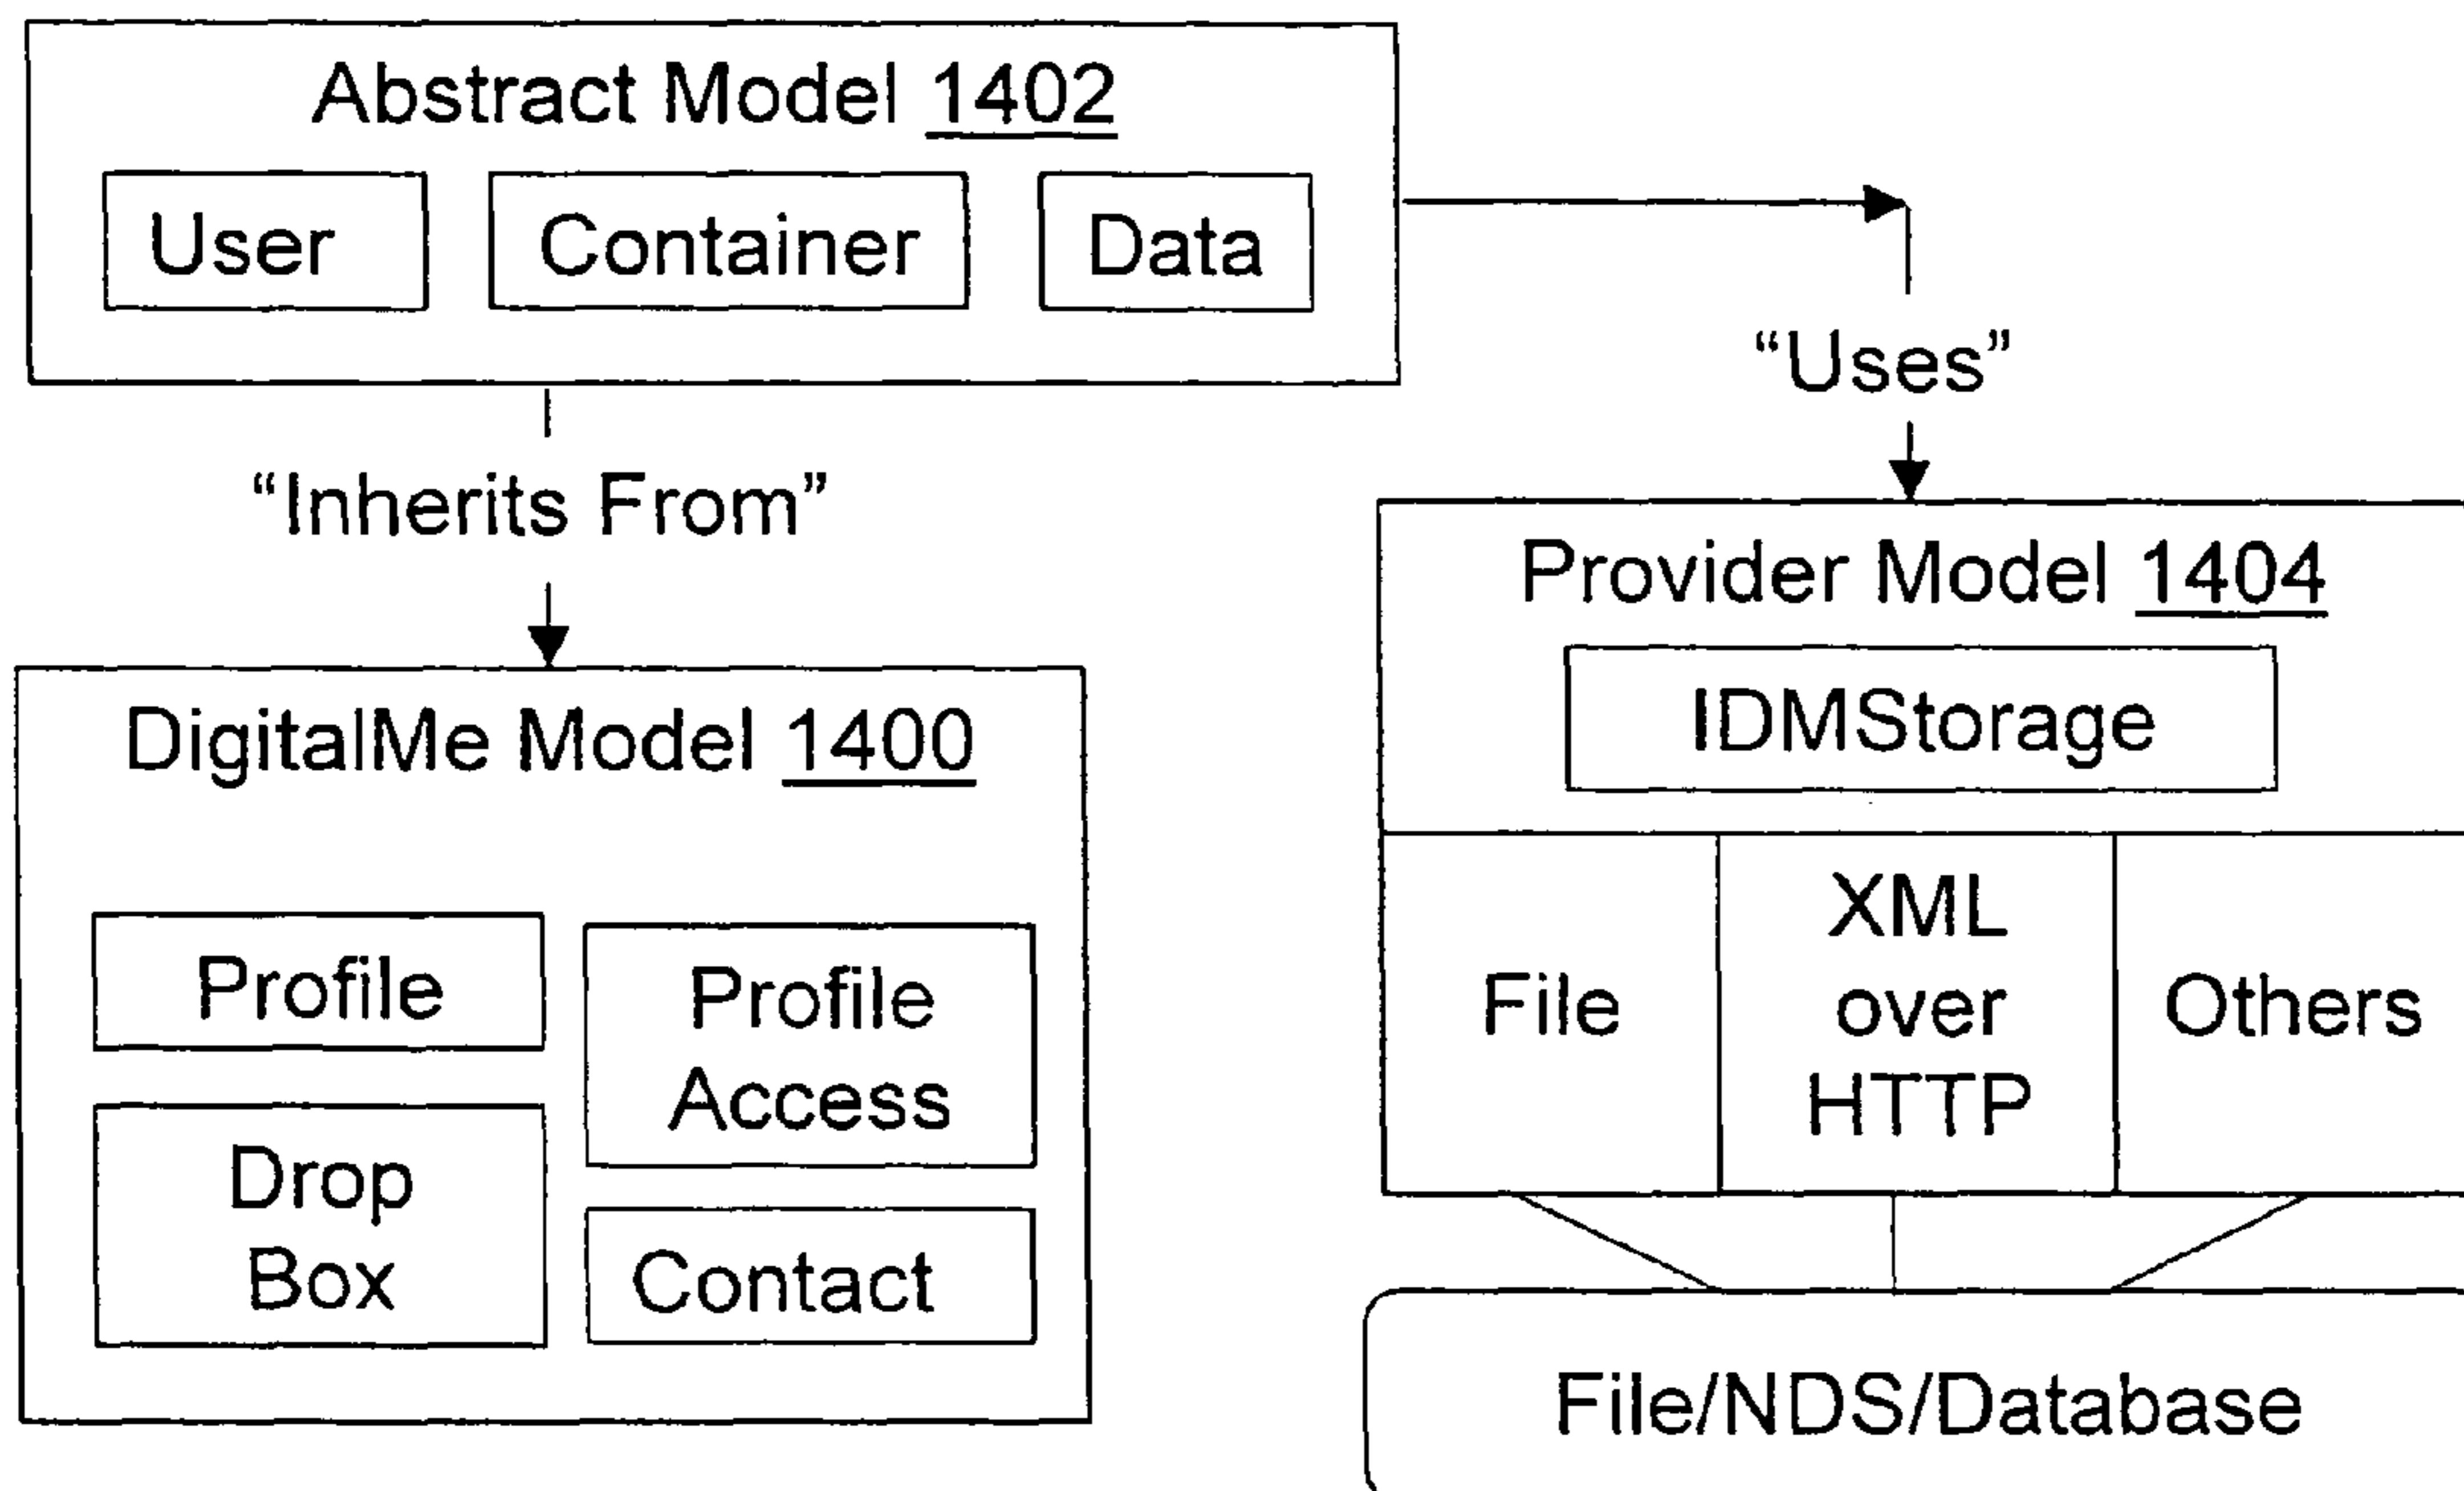 Abstract Model 1402
User
Container
Data
“Uses”
“Inherits From”
Provider Model 1404
IDMStorage
DigitalMe Model 1400
File
XML
over
HTTP
Others
Profile
Profile
Access
Drop
Box
Contact
File/NDS/Database